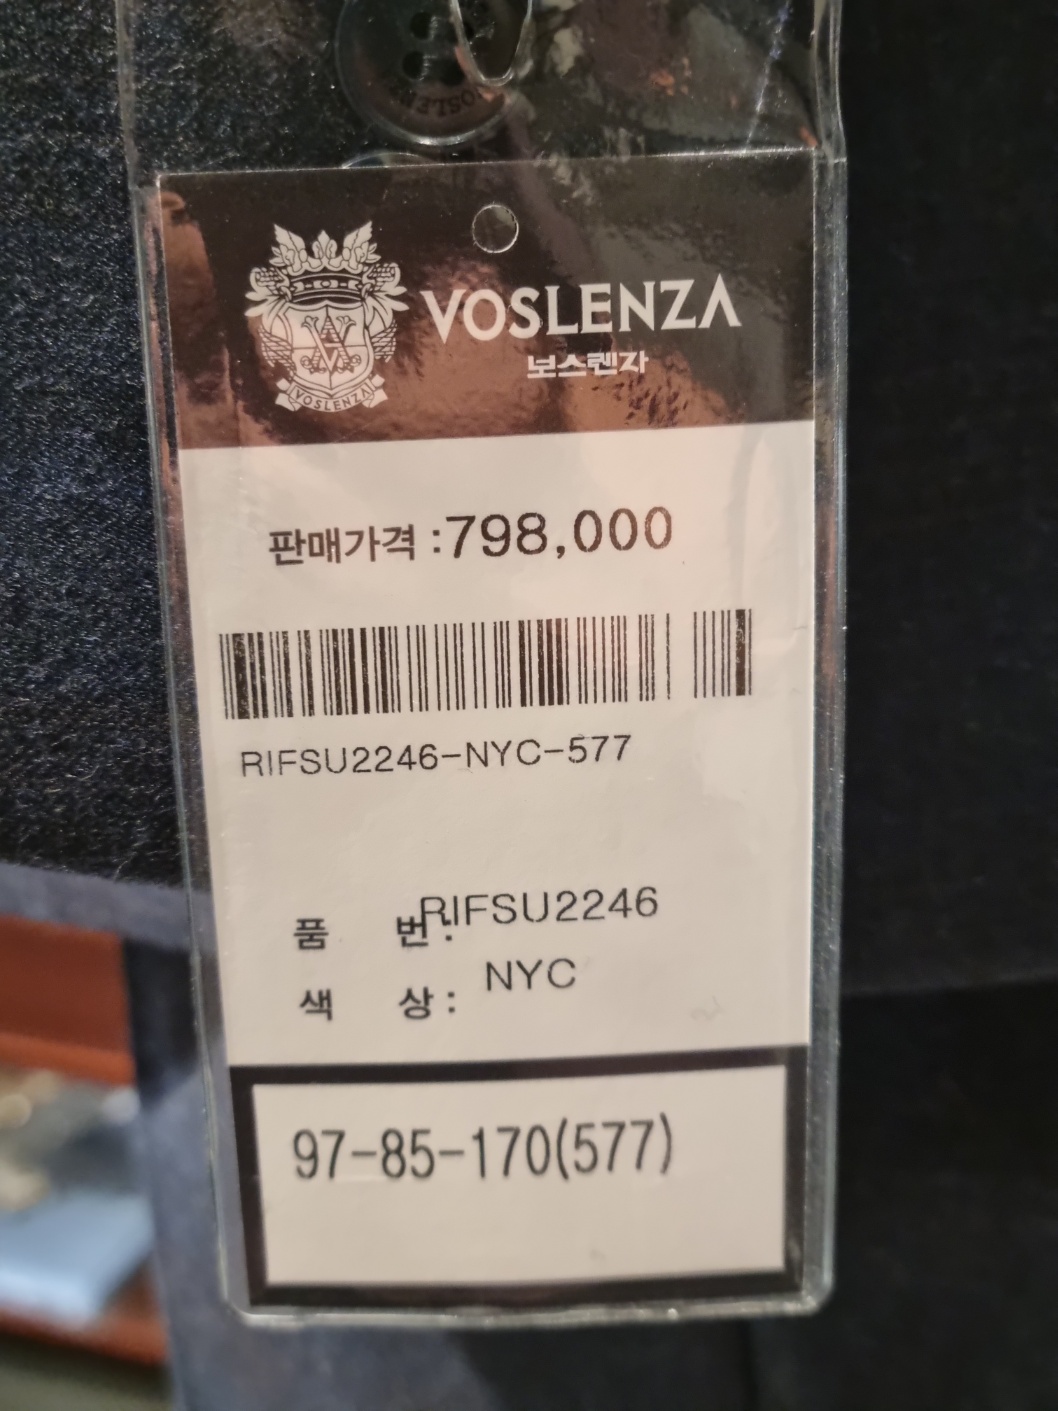 VOSLENZA
보스렌자
VOSLENZA
판매가격 :798,000
RIFSU2246-NYC-577
품 번: RIFSU2246
색 상: NYC
97-85-170(577)